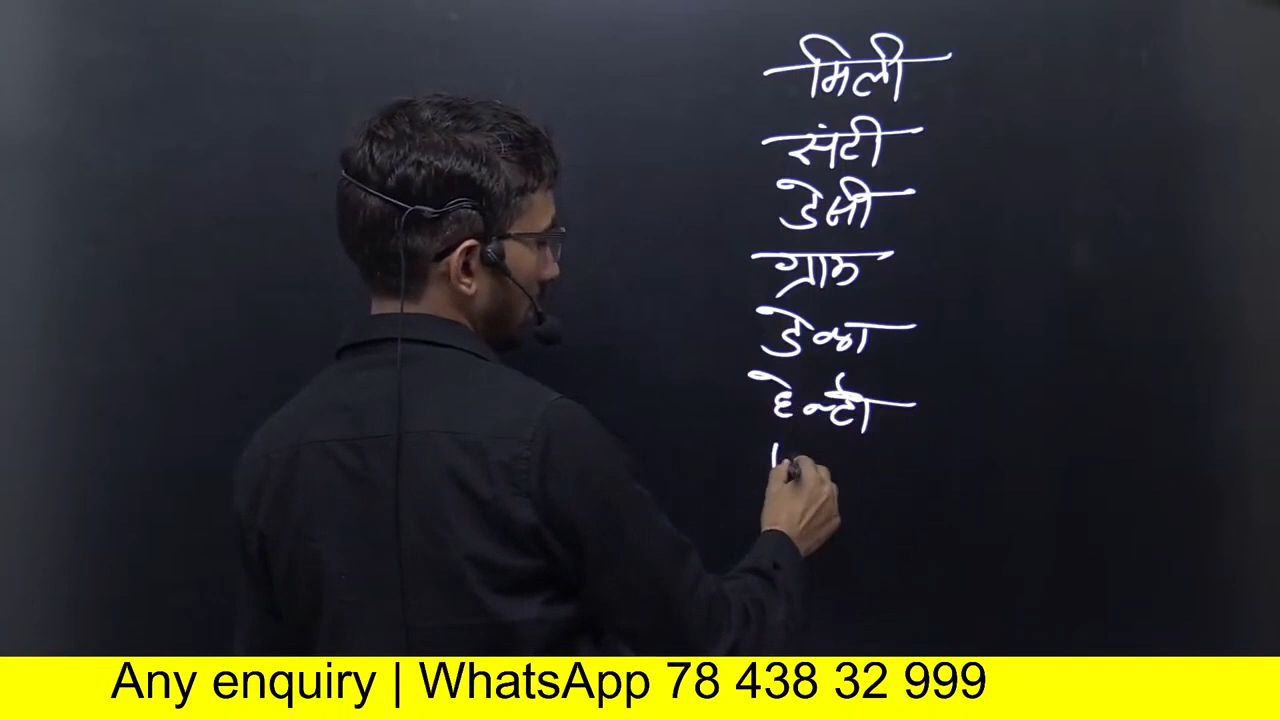 मिली
संटी
डेसी
ग्राम
डेका
हेक्टो
Any enquiry | WhatsApp 78 438 32 999